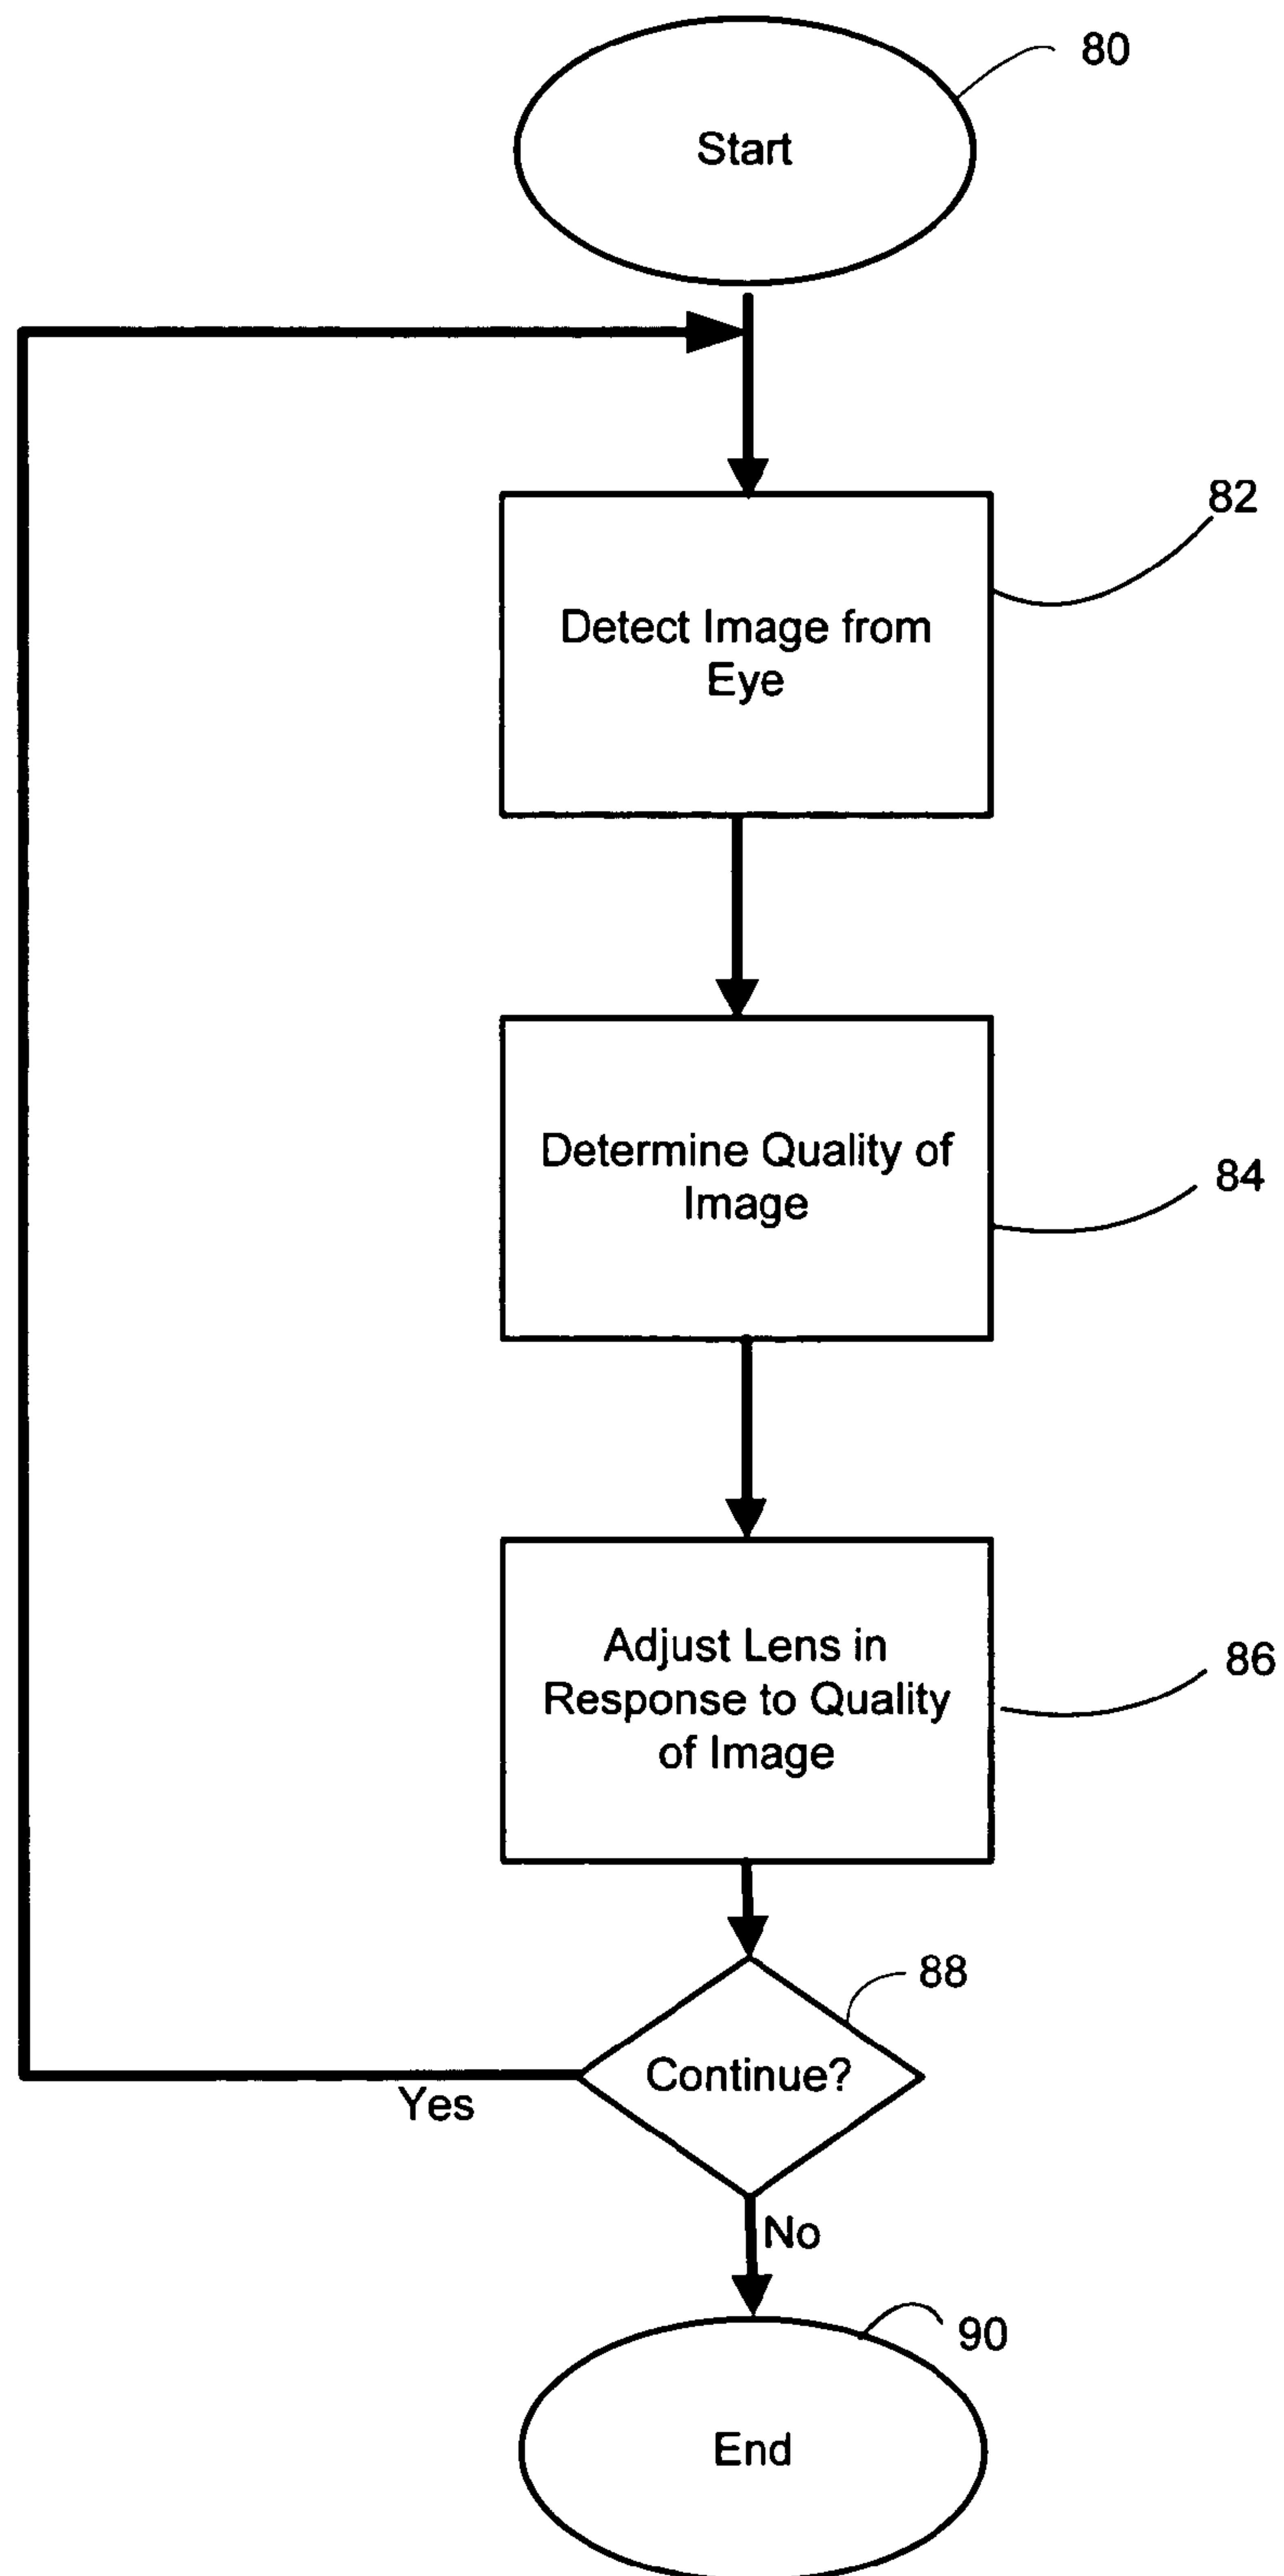 80
Start
82
Detect Image from
Eye
Determine Quality of
Image
84
Adjust Lens in
Response to Quality
of Image
86
88
Continue?
Yes
No
90
End